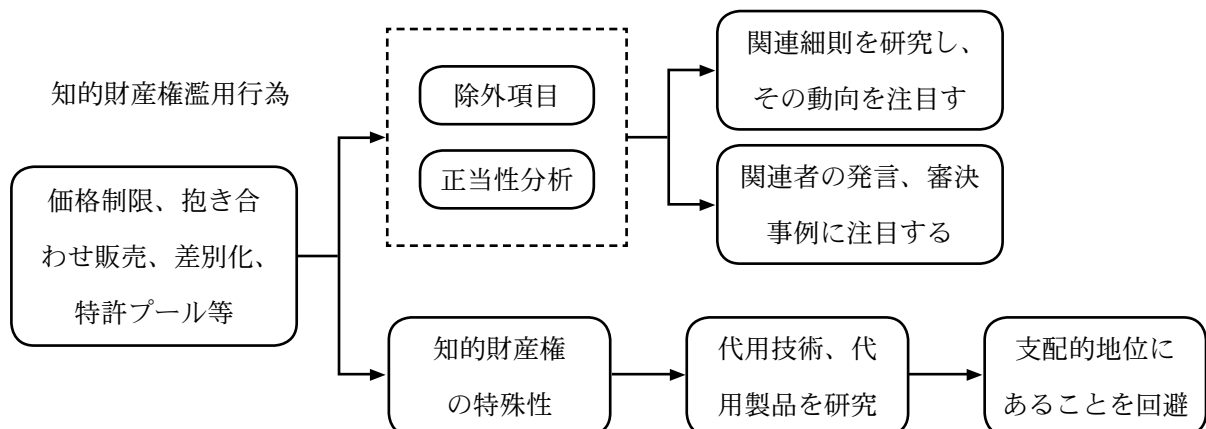 知的財産権濫用行為
価格制限、抱き合
わせ販売、差別化、
特許プール等
除外項目
正当性分析
関連細則を研究し、
その動向を注目す
関連者の発言、審決
事例に注目する
知的財産権
の特殊性
代用技術、代
用製品を研究
支配的地位に
あることを回避